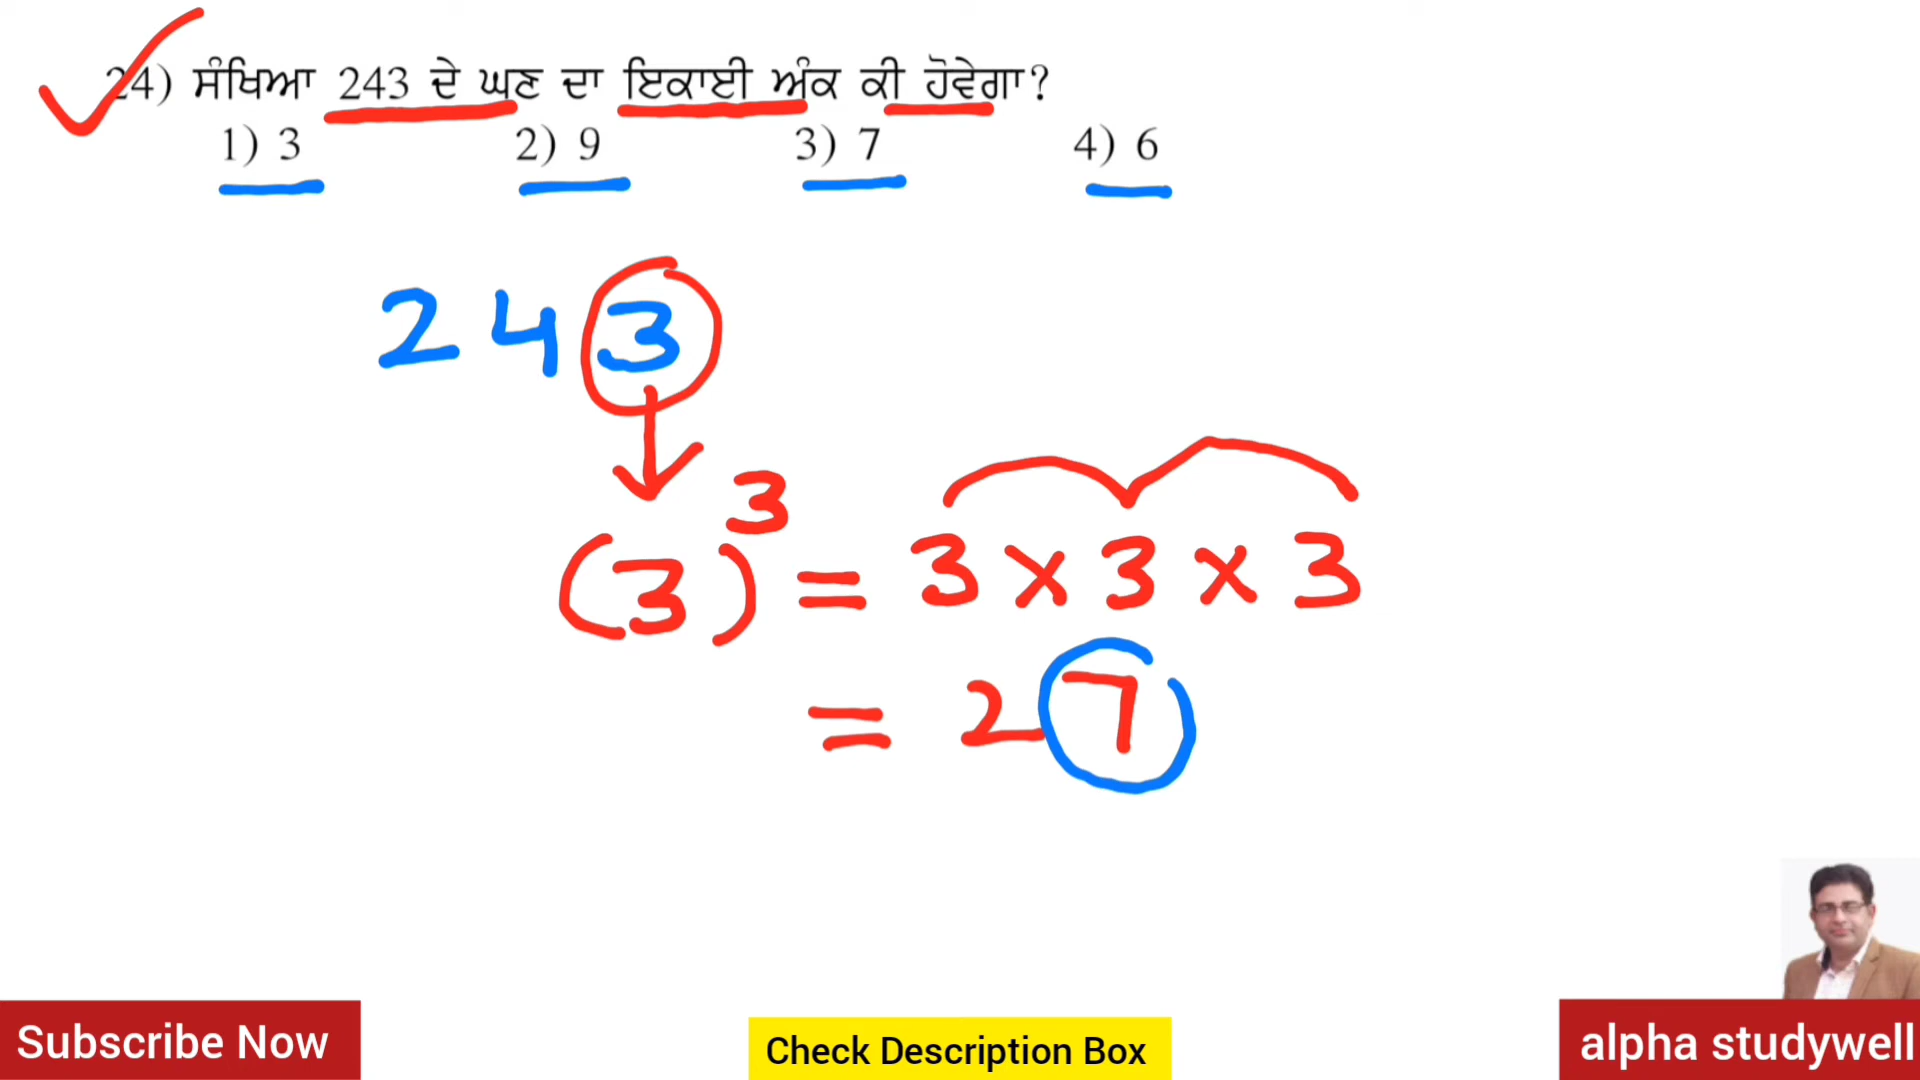 24) ਸੰਖਿਆ 243 ਦੇ ਘਣ ਦਾ ਇਕਾਈ ਅੰਕ ਕੀ ਹੋਵੇਗਾ?
1) 3 2) 9 3) 7 4) 6
243
(3)³ = 3 × 3 × 3
= 27
Subscribe Now
Check Description Box
alpha studywell